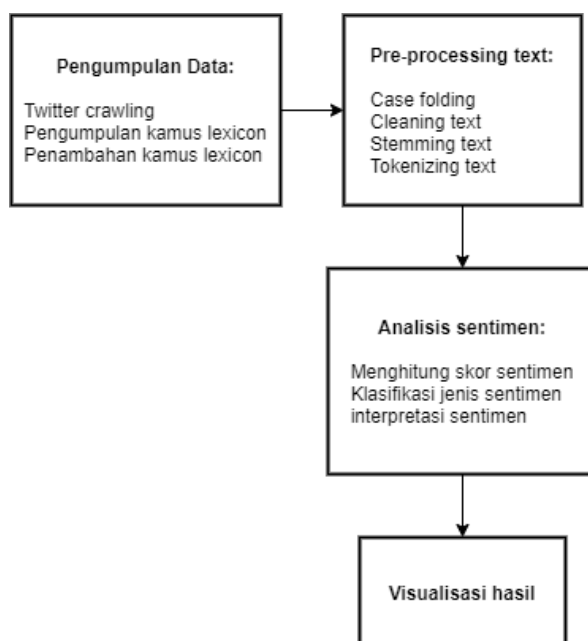 Pengumpulan Data:
Twitter crawling
Pengumpulan kamus lexicon
Penambahan kamus lexicon
Pre-processing text:
Case folding
Cleaning text
Stemming text
Tokenizing text
Analisis sentimen:
Menghitung skor sentimen
Klasifikasi jenis sentimen
interpretasi sentimen
Visualisasi hasil